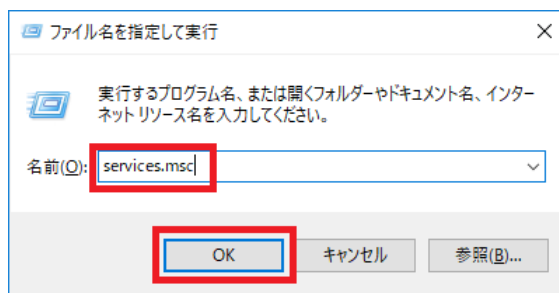 ファイル名を指定して実行
実行するプログラム名、または開くフォルダーやドキュメント名、インター
ネット リソース名を入力してください。
名前(O): services.msc
OK キャンセル 参照(B)...